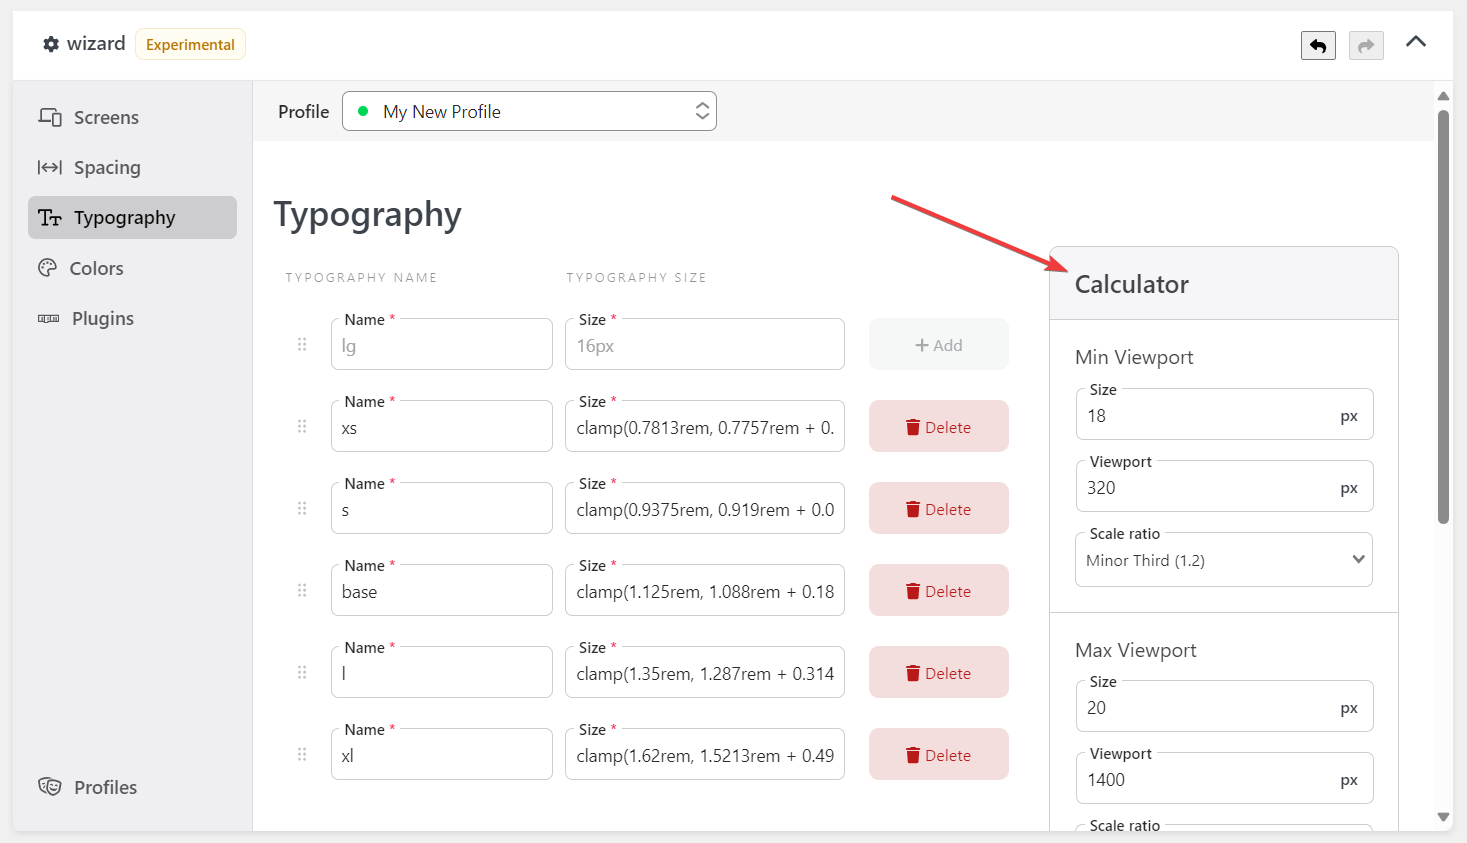 wizard Experimental
Screens
Spacing
Typography
Colors
Plugins
Profiles
Profile My New Profile
Typography
TYPOGRAPHY NAME TYPOGRAPHY SIZE
Name * Size *
lg 16px + Add
Name * Size *
xs clamp(0.7813rem, 0.7757rem + 0. Delete
Name * Size *
s clamp(0.9375rem, 0.919rem + 0.0 Delete
Name * Size *
base clamp(1.125rem, 1.088rem + 0.18 Delete
Name * Size *
l clamp(1.35rem, 1.287rem + 0.314 Delete
Name * Size *
xl clamp(1.62rem, 1.5213rem + 0.49 Delete
Calculator
Min Viewport
Size
18 px
Viewport
320 px
Scale ratio
Minor Third (1.2)
Max Viewport
Size
20 px
Viewport
1400 px
Scale ratio